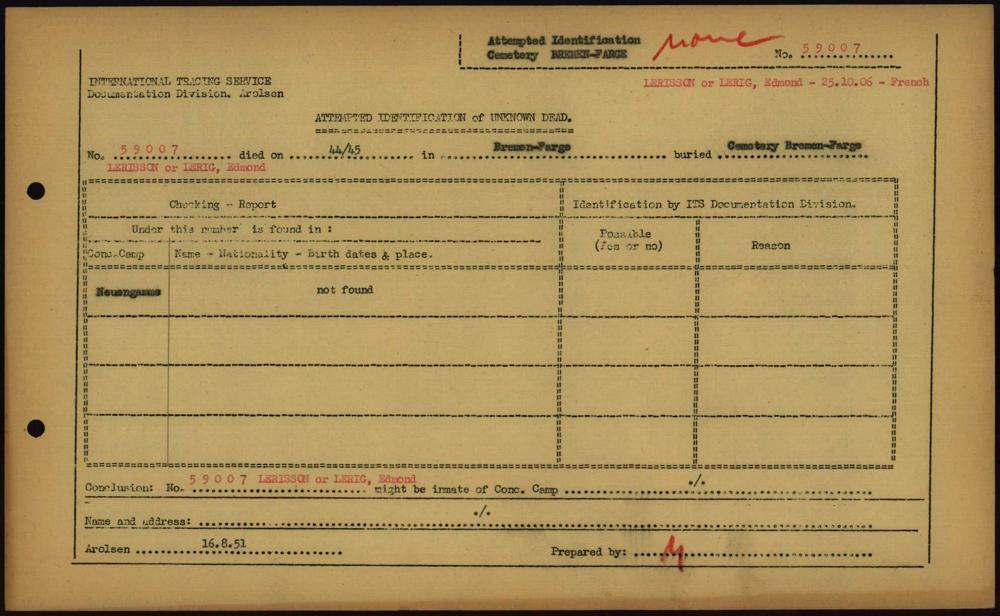 Attempted Identification none
Cemetery BREMEN-FARGE No. 59007
INTERNATIONAL TRACING SERVICE
Documentation Division. Arolsen
LERISSON or LERIG, Edmond - 25.10.06 - French
ATTEMPTED IDENTIFICATION of UNKNOWN DEAD.
No. 59007 died on 44/45 in Bremen-Farge buried Cemetery Bremen-Farge
LERISSON or LERIG, Edmond
Checking - Report Identification by ITS Documentation Division.
Under this number is found in :
Conc.Camp Name - Nationality - Birth dates & place. Possible (Yes or no) Reason
Neuengamme not found
Conclusion: No. 59007 LERISSON or LERIG, Edmond might be inmate of Conc. Camp ./.
Name and address: ./.
Arolsen 16.8.51 Prepared by: